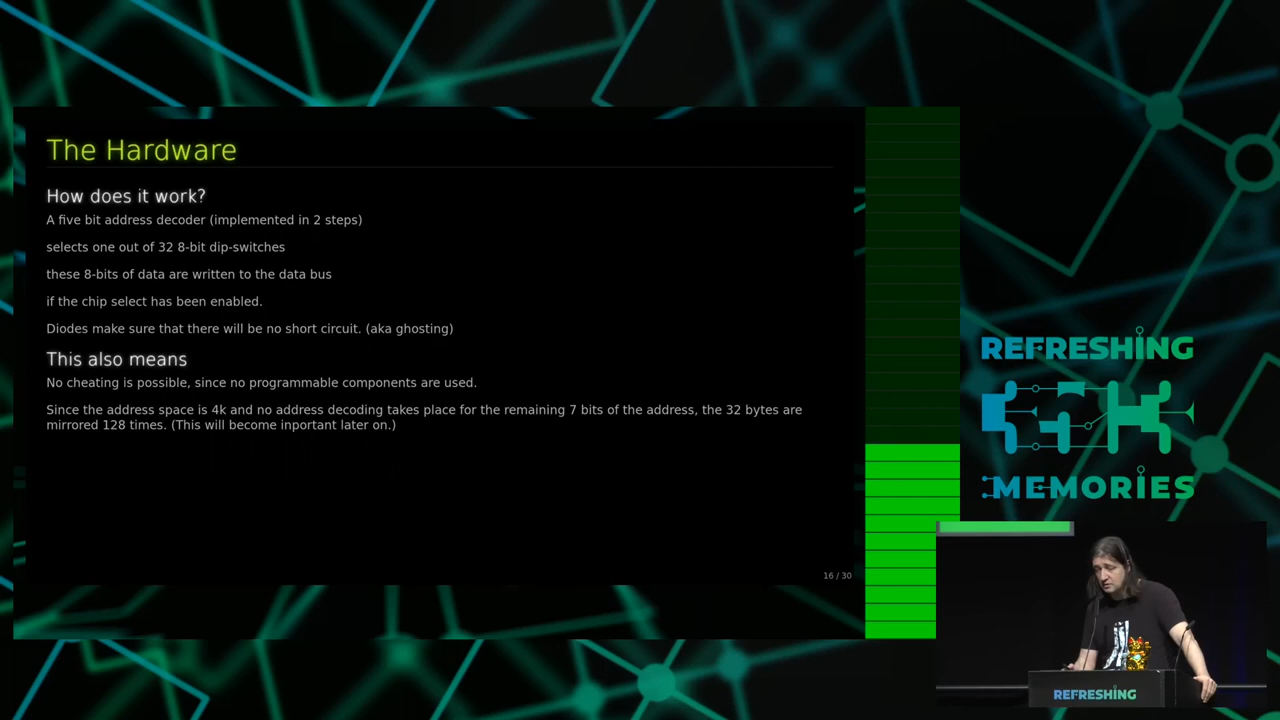 The Hardware
How does it work?
A five bit address decoder (implemented in 2 steps)
selects one out of 32 8-bit dip-switches
these 8-bits of data are written to the data bus
if the chip select has been enabled.
Diodes make sure that there will be no short circuit. (aka ghosting)
This also means
No cheating is possible, since no programmable components are used.
Since the address space is 4k and no address decoding takes place for the remaining 7 bits of the address, the 32 bytes are
mirrored 128 times. (This will become inportant later on.)
16 / 30
REFRESHING
MEMORIES
REFRESHING